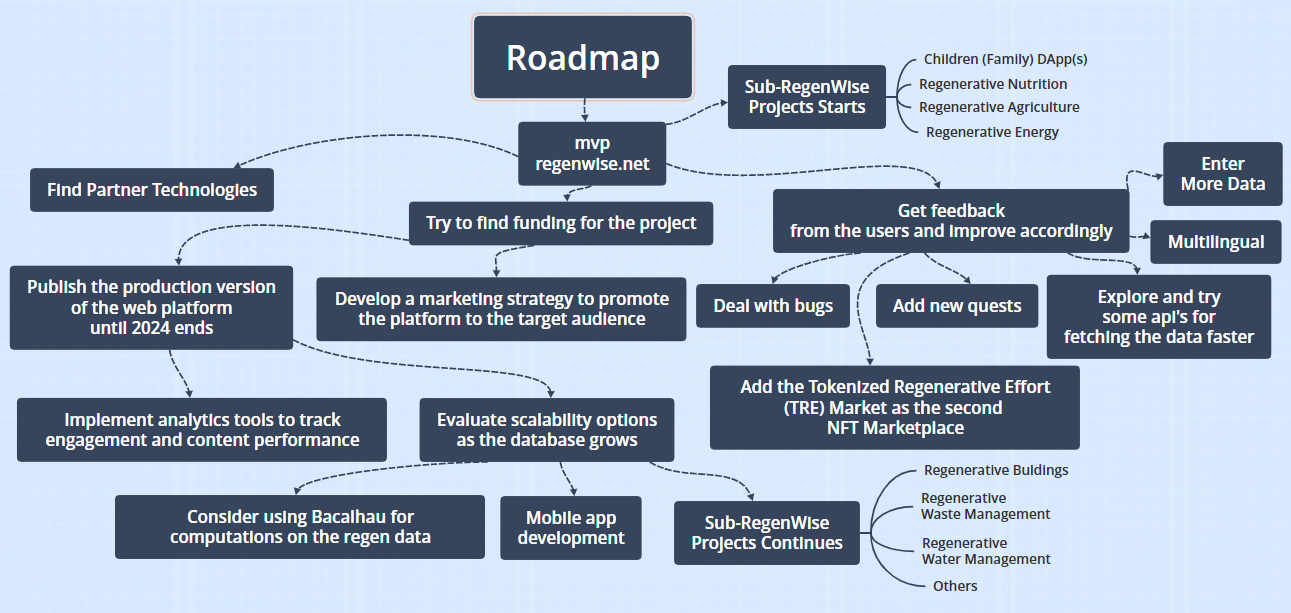 Roadmap
mvp
regenwise.net
Sub-RegenWise
Projects Starts
Children (Family) DApp(s)
Regenerative Nutrition
Regenerative Agriculture
Regenerative Energy
Find Partner Technologies
Try to find funding for the project
Get feedback
from the users and improve accordingly
Enter
More Data
Multilingual
Publish the production version
of the web platform
until 2024 ends
Develop a marketing strategy to promote
the platform to the target audience
Deal with bugs
Add new quests
Explore and try
some api's for
fetching the data faster
Add the Tokenized Regenerative Effort
(TRE) Market as the second
NFT Marketplace
Implement analytics tools to track
engagement and content performance
Evaluate scalability options
as the database grows
Consider using Bacalhau for
computations on the regen data
Mobile app
development
Sub-RegenWise
Projects Continues
Regenerative Buldings
Regenerative
Waste Management
Regenerative
Water Management
Others